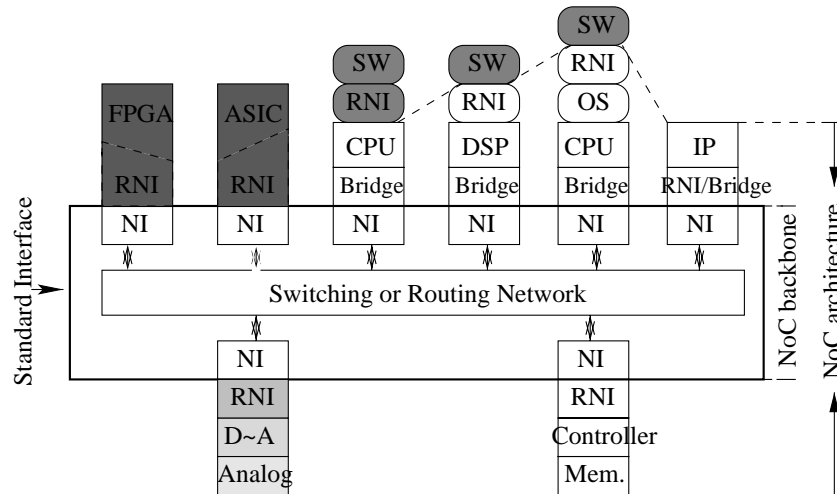 SW
SW
SW
RNI
RNI
RNI
OS
FPGA
ASIC
CPU
DSP
CPU
IP
RNI
RNI
Bridge
Bridge
Bridge
RNI/Bridge
NI
NI
NI
NI
NI
NI
Switching or Routing Network
Standard Interface
NoC backbone
NoC architecture
NI
NI
RNI
RNI
D~A
Controller
Analog
Mem.